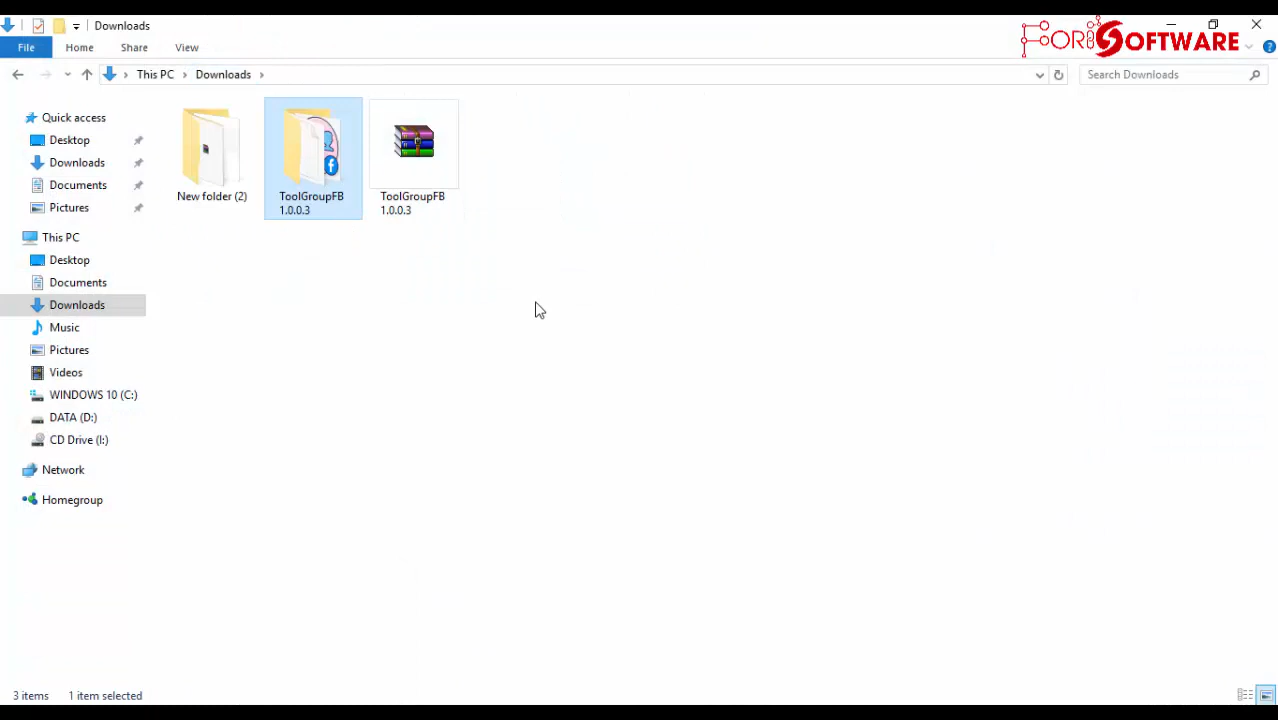 Downloads
FORISOFTWARE
File Home Share View
This PC Downloads
Search Downloads
Quick access
Desktop
Downloads
Documents
Pictures
This PC
Desktop
Documents
Downloads
Music
Pictures
Videos
WINDOWS 10 (C:)
DATA (D:)
CD Drive (I:)
Network
Homegroup
New folder (2)
ToolGroupFB
1.0.0.3
ToolGroupFB
1.0.0.3
3 items 1 item selected